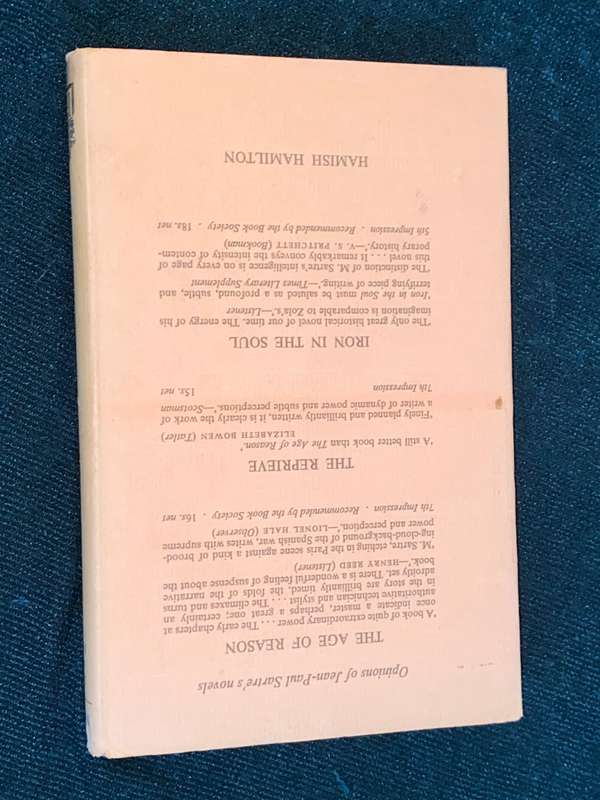 Opinions of Jean-Paul Sartre's novels
THE AGE OF REASON
'A book of quite extraordinary power . . . The early chapters at
once indicate a master, perhaps a great one; certainly an
authoritative technician and stylist . . . The climaxes and turns
in the story are brilliantly timed, the folds of the narrative
adroitly set. There is a wonderful feeling of suspense about the
book.'—HENRY REED (Listener)
'M. Sartre, etching in the Paris scene against a kind of brood-
ing-cloud-background of the Spanish war, writes with supreme
power and perception.'—LIONEL HALE (Observer)
7th Impression . Recommended by the Book Society . 16s. net
THE REPRIEVE
'A still better book than The Age of Reason.'
ELIZABETH BOWEN (Tatler)
'Finely planned and brilliantly written, it is clearly the work of
a writer of dynamic power and subtle perceptions.'—Scotsman
7th Impression 15s. net
IRON IN THE SOUL
'The only great historical novel of our time. The energy of his
imagination is comparable to Zola's.'—Listener
'Iron in the Soul must be saluted as a profound, subtle, and
terrifying piece of writing.'—Times Literary Supplement
'The distinction of M. Sartre's intelligence is on every page of
this novel . . . It remarkably conveys the intensity of contem-
porary history.'—V. S. PRITCHETT (Bookman)
5th Impression . Recommended by the Book Society . 18s. net
HAMISH HAMILTON